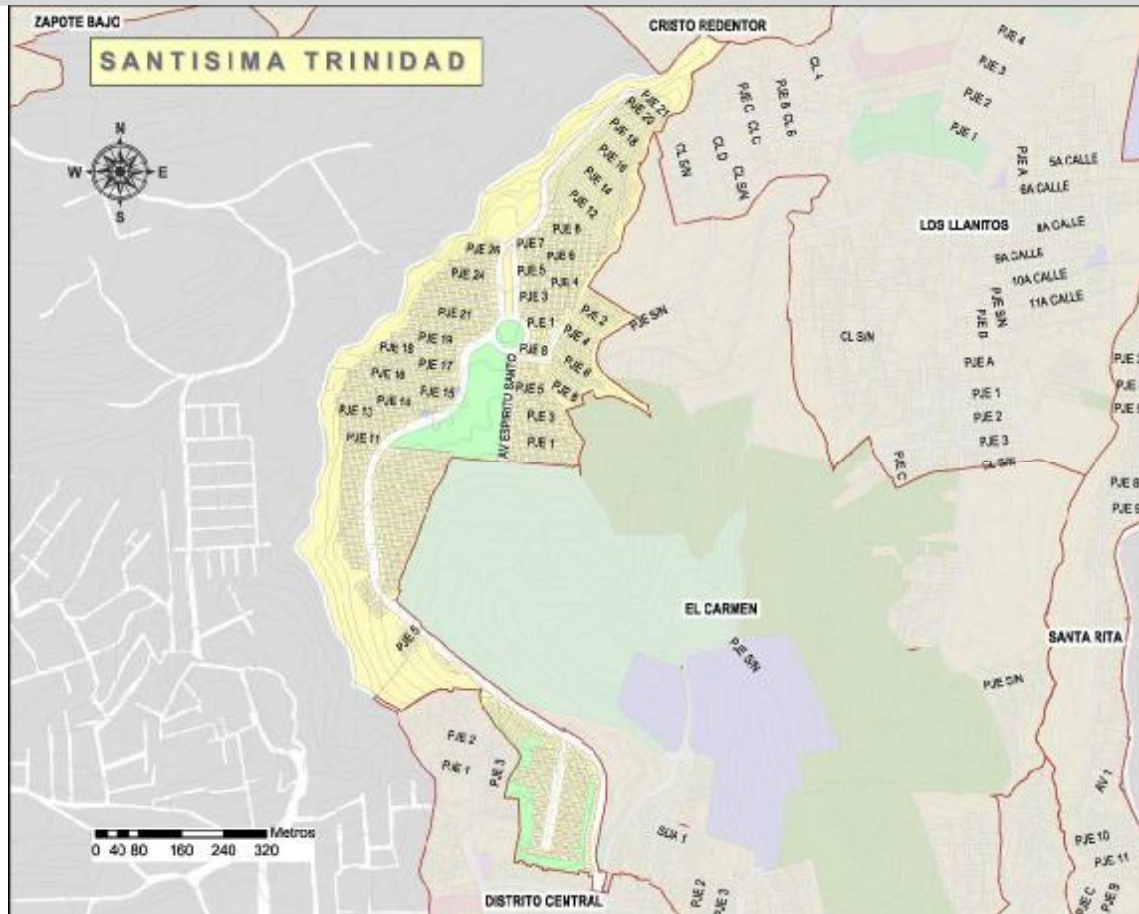 ZAPOTE BAJO
CRISTO REDENTOR
SANTISIMA TRINIDAD
N
W
E
S
PJE 21
PJE 20
PJE 18
PJE 16
PJE 14
PJE 12
PJE 8
PJE 7
PJE 6
PJE 5
PJE 4
PJE 3
PJE 1
PJE 2
PJE 4
PJE 6
PJE 8
PJE S/N
PJE 24
PJE 21
PJE 19
PJE 18
PJE 17
PJE 16
PJE 15
PJE 14
PJE 13
PJE 11
AV ESPIRITU SANTO
PJE 5
PJE 3
PJE 1
CL S/N
CL D
CL S/N
PJE C
CL C
PJE B
CL B
CL 4
PJE 4
PJE 3
PJE 2
PJE 1
PJE A
5A CALLE
6A CALLE
LOS LLANITOS
8A CALLE
9A CALLE
10A CALLE
11A CALLE
PJE S/N
PJE B
CL S/N
PJE A
PJE 1
PJE 2
PJE 3
CL S/N
PJE C
PJE 8
PJE 9
EL CARMEN
PJE S/N
SANTA RITA
PJE S/N
PJE 5
PJE 2
PJE 1
PJE 3
AV 1
PJE 10
PJE 11
PJE C
PJE B
SDA 1
PJE 2
PJE 3
Metros
0 40 80 160 240 320
DISTRITO CENTRAL